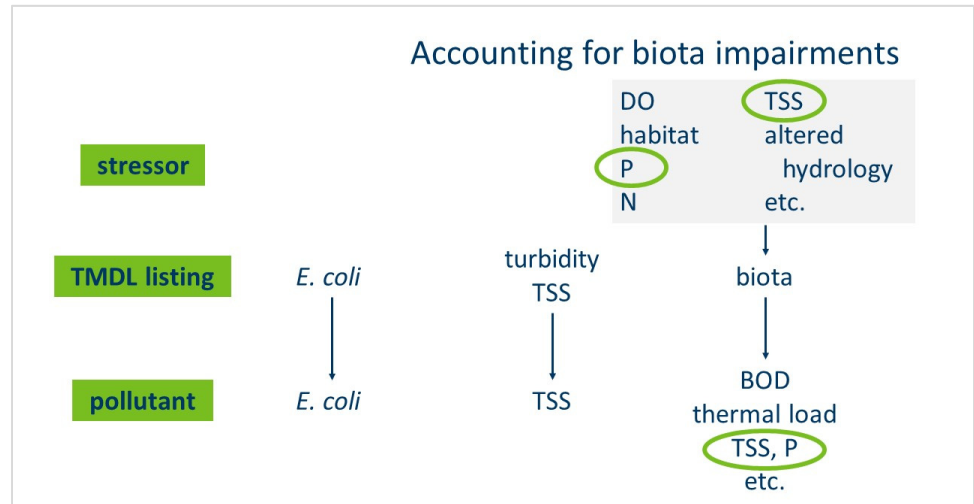 Accounting for biota impairments
DO
habitat
P
N
TSS
altered
hydrology
etc.
stressor
TMDL listing
E. coli
turbidity
TSS
biota
pollutant
E. coli
TSS
BOD
thermal load
TSS, P
etc.